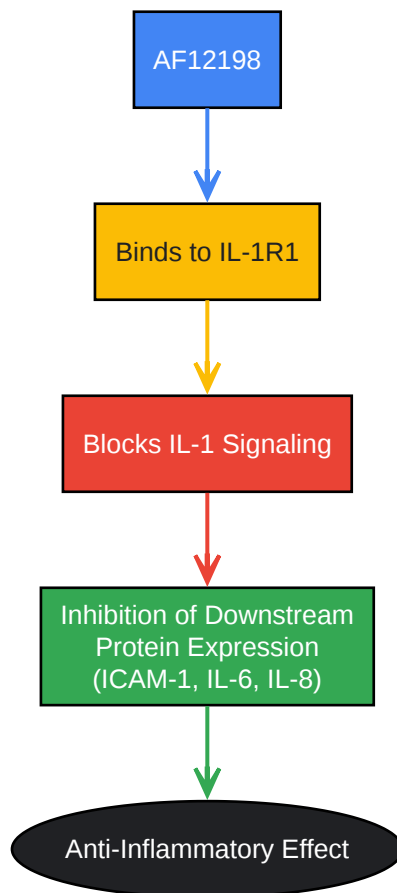 AF12198
Binds to IL-1R1
Blocks IL-1 Signaling
Inhibition of Downstream
Protein Expression
(ICAM-1, IL-6, IL-8)
Anti-Inflammatory Effect